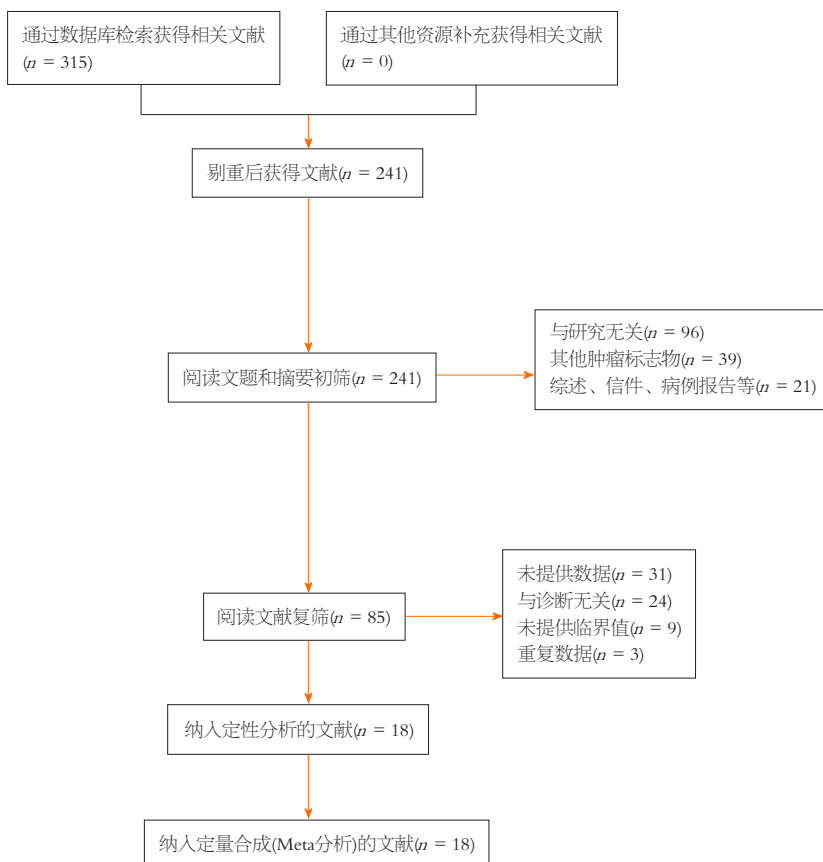 通过数据库检索获得相关文献
(n = 315)
通过其他资源补充获得相关文献
(n = 0)
剔重后获得文献(n = 241)
阅读文题和摘要初筛(n = 241)
与研究无关(n = 96)
其他肿瘤标志物(n = 39)
综述、信件、病例报告等(n = 21)
阅读文献复筛(n = 85)
未提供数据(n = 31)
与诊断无关(n = 24)
未提供临界值(n = 9)
重复数据(n = 3)
纳入定性分析的文献(n = 18)
纳入定量合成(Meta分析)的文献(n = 18)